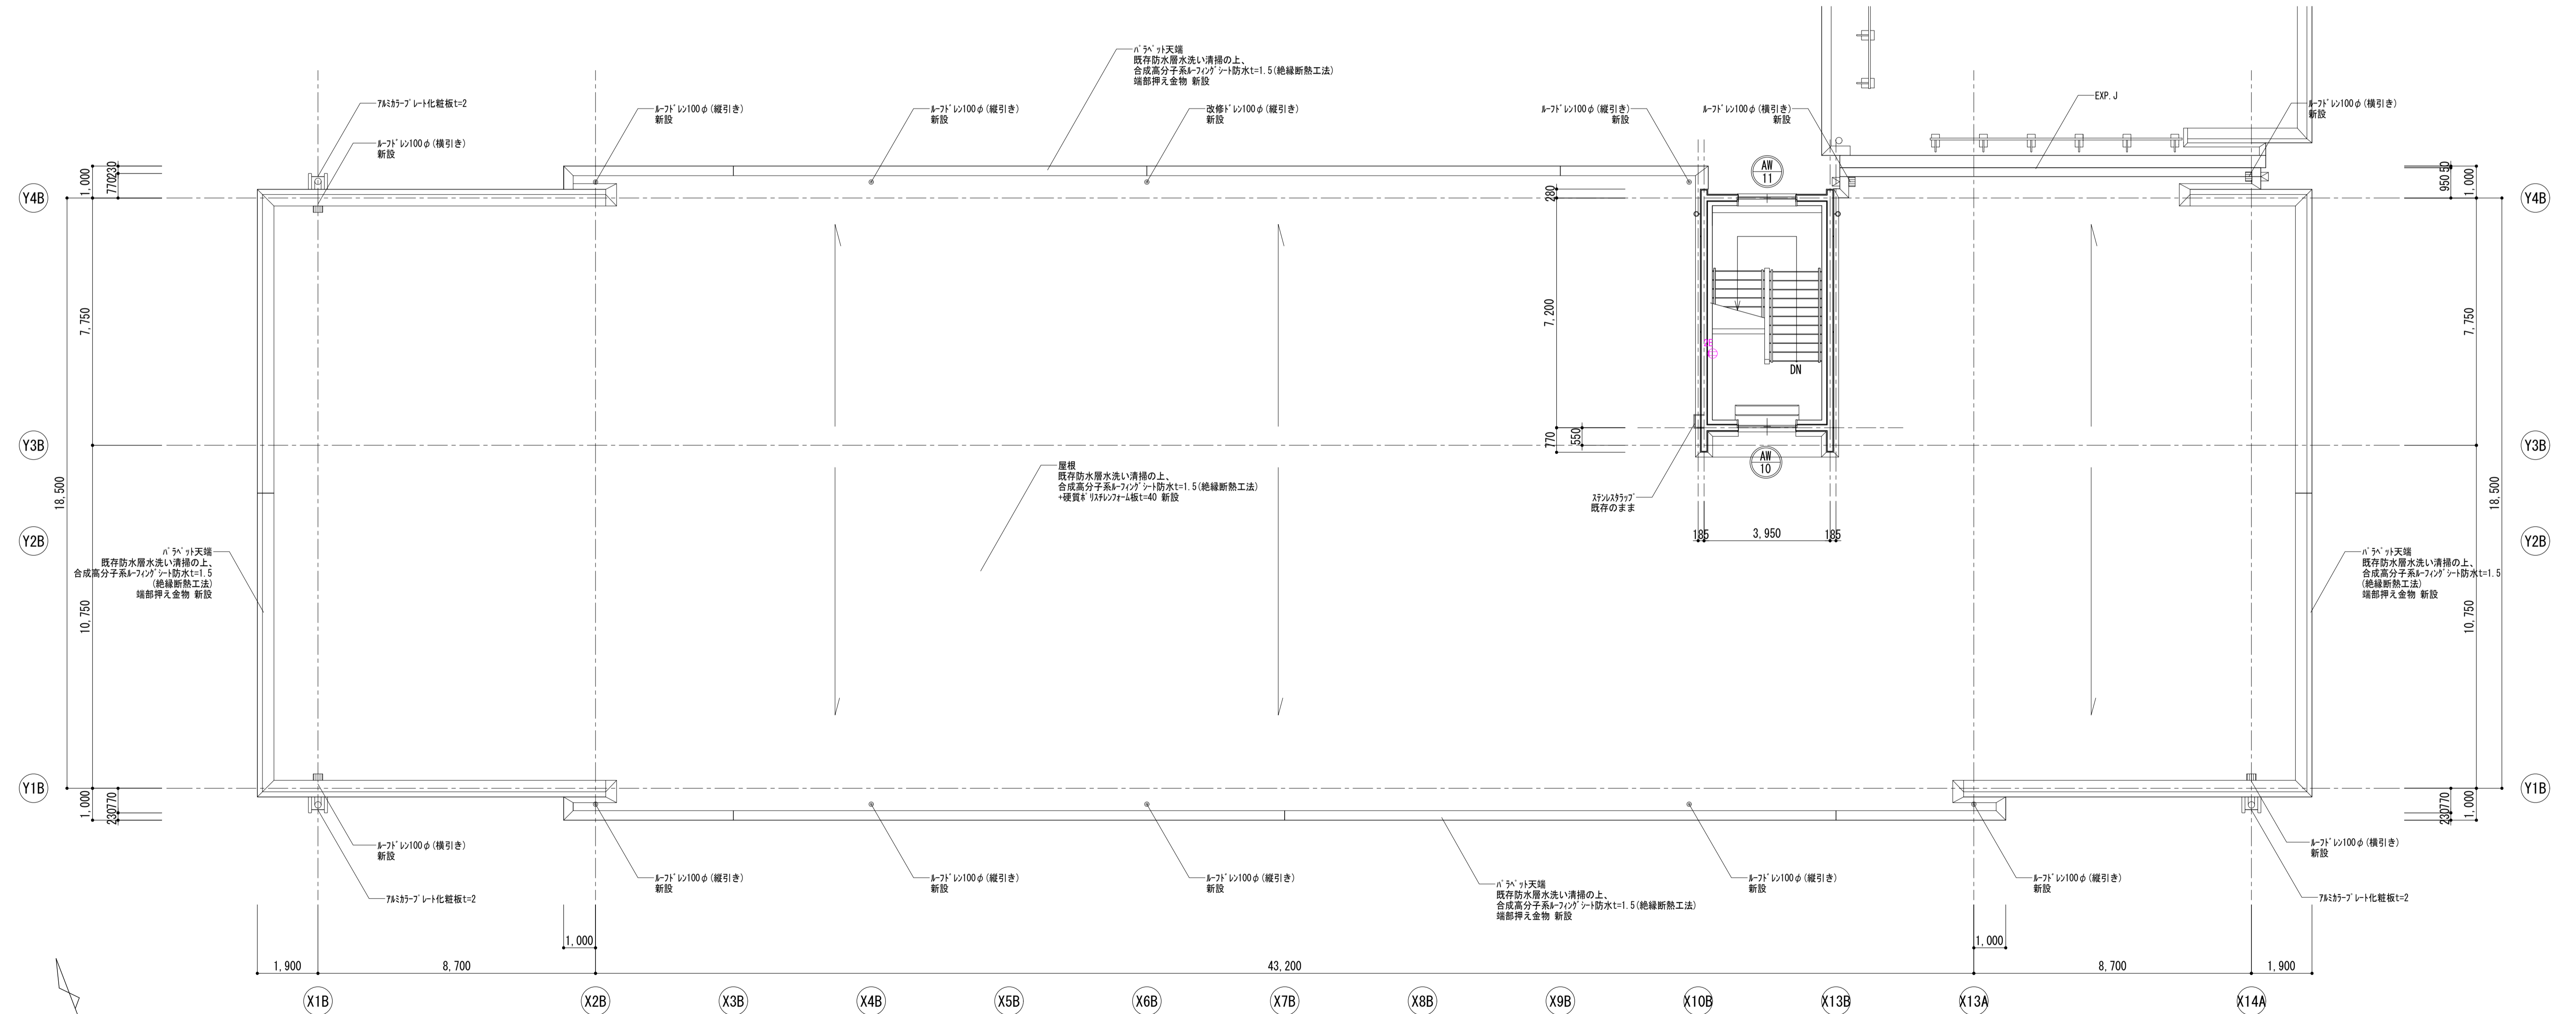 パラペット天端
既存防水層水洗い清掃の上、
合成高分子系ルーフィングシート防水t=1.5(絶縁断熱工法)
端部押え金物 新設
アルミカラープレート化粧板t=2
ルーフドレン100φ(横引き)
新設
ルーフドレン100φ(縦引き)
新設
ルーフドレン100φ(縦引き)
新設
改修ドレン100φ(縦引き)
新設
ルーフドレン100φ(縦引き)
新設
ルーフドレン100φ(横引き)
新設
EXP.J
ルーフドレン100φ(横引き)
新設
AW
11
Y4B
Y3B
Y2B
Y1B
1,000
230
770
7,750
18,500
10,750
1,000
770
230
280
7,200
770
550
DN
AW
10
ステンレスタラップ
既存のまま
185
3,950
185
屋根
既存防水層水洗い清掃の上、
合成高分子系ルーフィングシート防水t=1.5(絶縁断熱工法)
+硬質ポリスチレンフォーム板t=40 新設
パラペット天端
既存防水層水洗い清掃の上、
合成高分子系ルーフィングシート防水t=1.5
(絶縁断熱工法)
端部押え金物 新設
パラペット天端
既存防水層水洗い清掃の上、
合成高分子系ルーフィングシート防水t=1.5
(絶縁断熱工法)
端部押え金物 新設
50
950
1,000
7,750
18,500
10,750
770
230
1,000
Y4B
Y3B
Y2B
Y1B
ルーフドレン100φ(横引き)
新設
アルミカラープレート化粧板t=2
ルーフドレン100φ(縦引き)
新設
ルーフドレン100φ(縦引き)
新設
ルーフドレン100φ(縦引き)
新設
パラペット天端
既存防水層水洗い清掃の上、
合成高分子系ルーフィングシート防水t=1.5(絶縁断熱工法)
端部押え金物 新設
ルーフドレン100φ(縦引き)
新設
ルーフドレン100φ(縦引き)
新設
ルーフドレン100φ(横引き)
新設
アルミカラープレート化粧板t=2
1,000
1,000
1,900
8,700
43,200
8,700
1,900
X1B
X2B
X3B
X4B
X5B
X6B
X7B
X8B
X9B
X10B
X13B
X13A
X14A